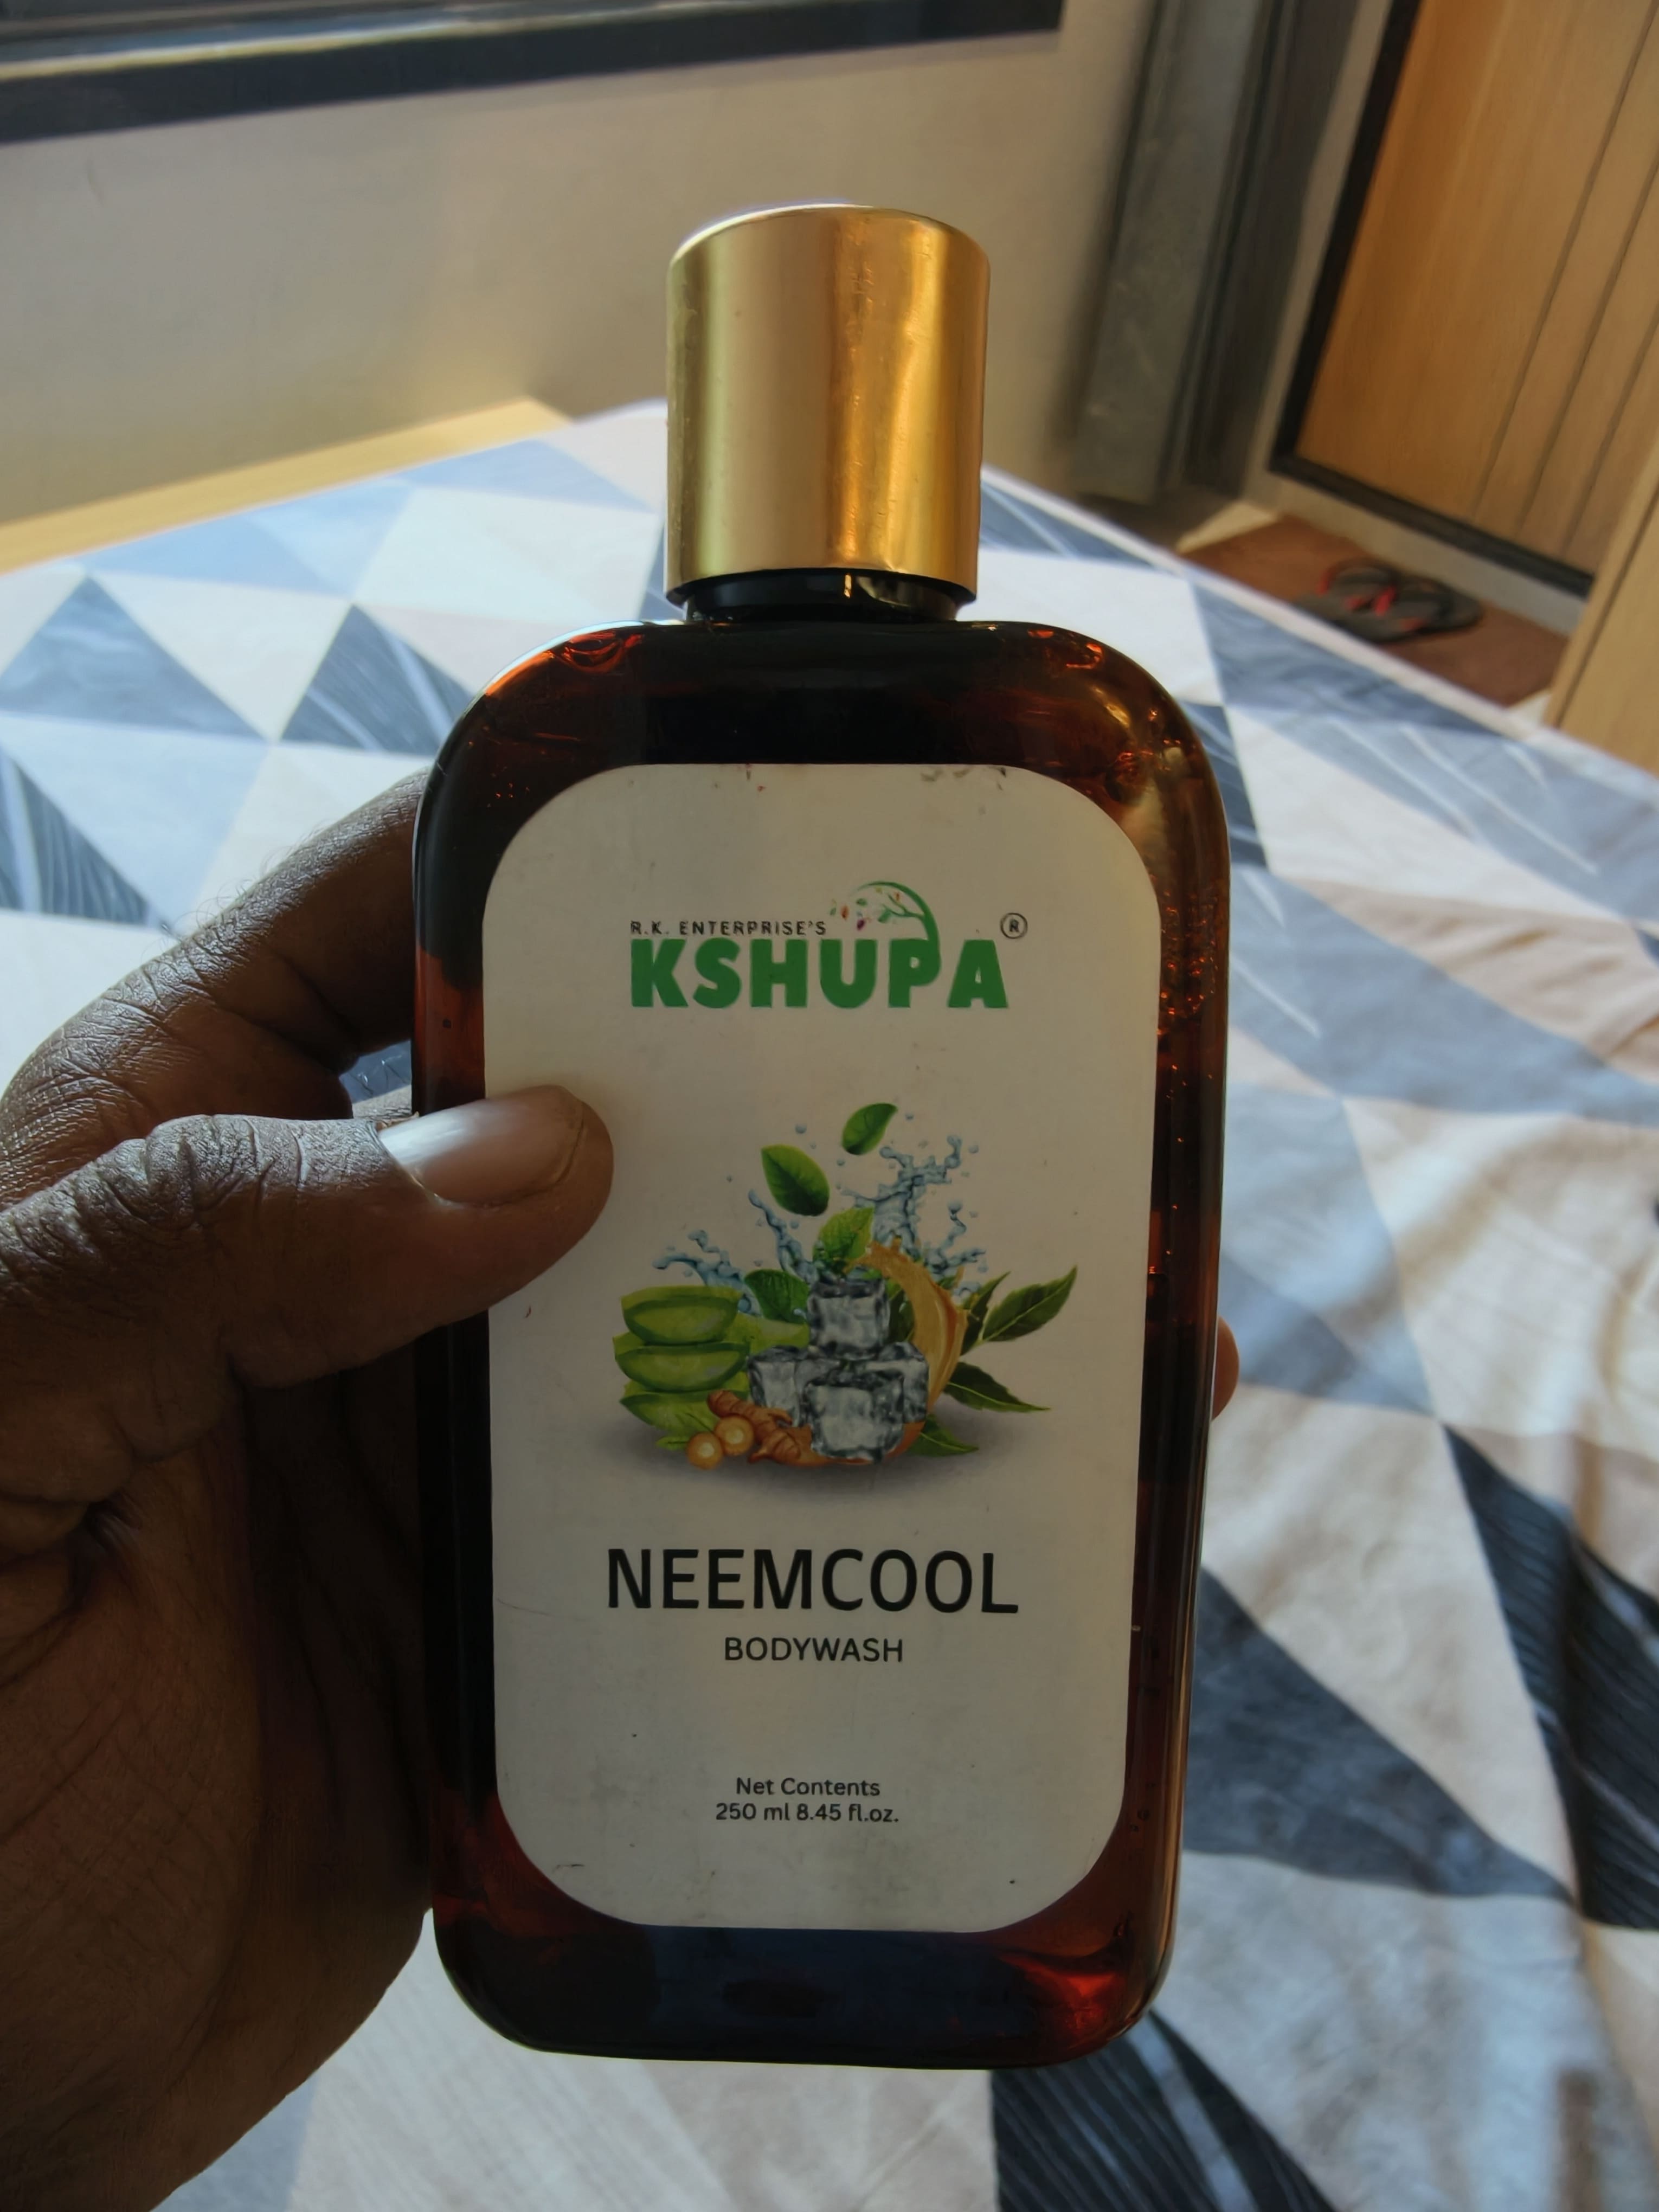 R.K. ENTERPRISE'S
KSHUPA®
NEEMCOOL
BODYWASH
Net Contents
250 ml 8.45 fl.oz.